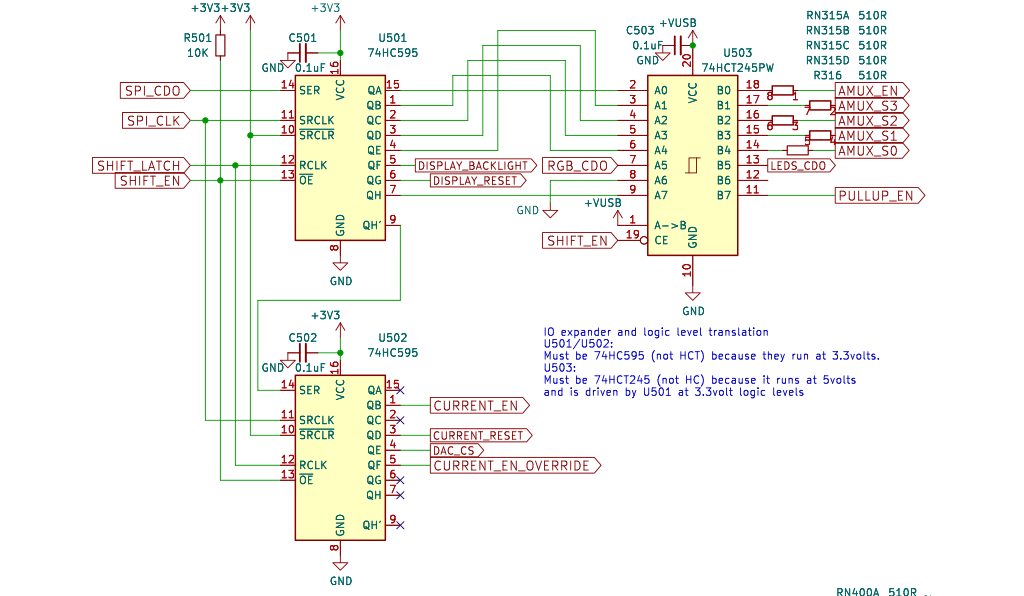 +3V3+3V3
+3V3
R501
10K
C501
GND
0.1uF
U501
74HC595
SPI_CDO
SPI_CLK
SHIFT_LATCH
SHIFT_EN
14 SER
11 SRCLK
10 SRCLR
12 RCLK
13 OE
16
VCC
GND
8
GND
QA 15
QB 1
QC 2
QD 3
QE 4
QF 5
QG 6
QH 7
QH' 9
DISPLAY_BACKLIGHT
DISPLAY_RESET
C503
0.1uF
GND
+VUSB
U503
74HCT245PW
20
VCC
RGB_CDO
GND
+VUSB
SHIFT_EN
2 A0
3 A1
4 A2
5 A3
6 A4
7 A5
8 A6
9 A7
1 A->B
19 CE
GND
10
GND
B0 18
B1 17
B2 16
B3 15
B4 14
B5 13
B6 12
B7 11
RN315A 510R
RN315B 510R
RN315C 510R
RN315D 510R
R316 510R
8 1
7 2
6 3
5 4
AMUX_EN
AMUX_S3
AMUX_S2
AMUX_S1
AMUX_S0
LEDS_CDO
PULLUP_EN
+3V3
C502
GND
0.1uF
U502
74HC595
14 SER
11 SRCLK
10 SRCLR
12 RCLK
13 OE
16
VCC
GND
8
GND
QA 15
QB 1
QC 2
QD 3
QE 4
QF 5
QG 6
QH 7
QH' 9
CURRENT_EN
CURRENT_RESET
DAC_CS
CURRENT_EN_OVERRIDE
IO expander and logic level translation
U501/U502:
Must be 74HC595 (not HCT) because they run at 3.3volts.
U503:
Must be 74HCT245 (not HC) because it runs at 5volts
and is driven by U501 at 3.3volt logic levels
RN400A 510R